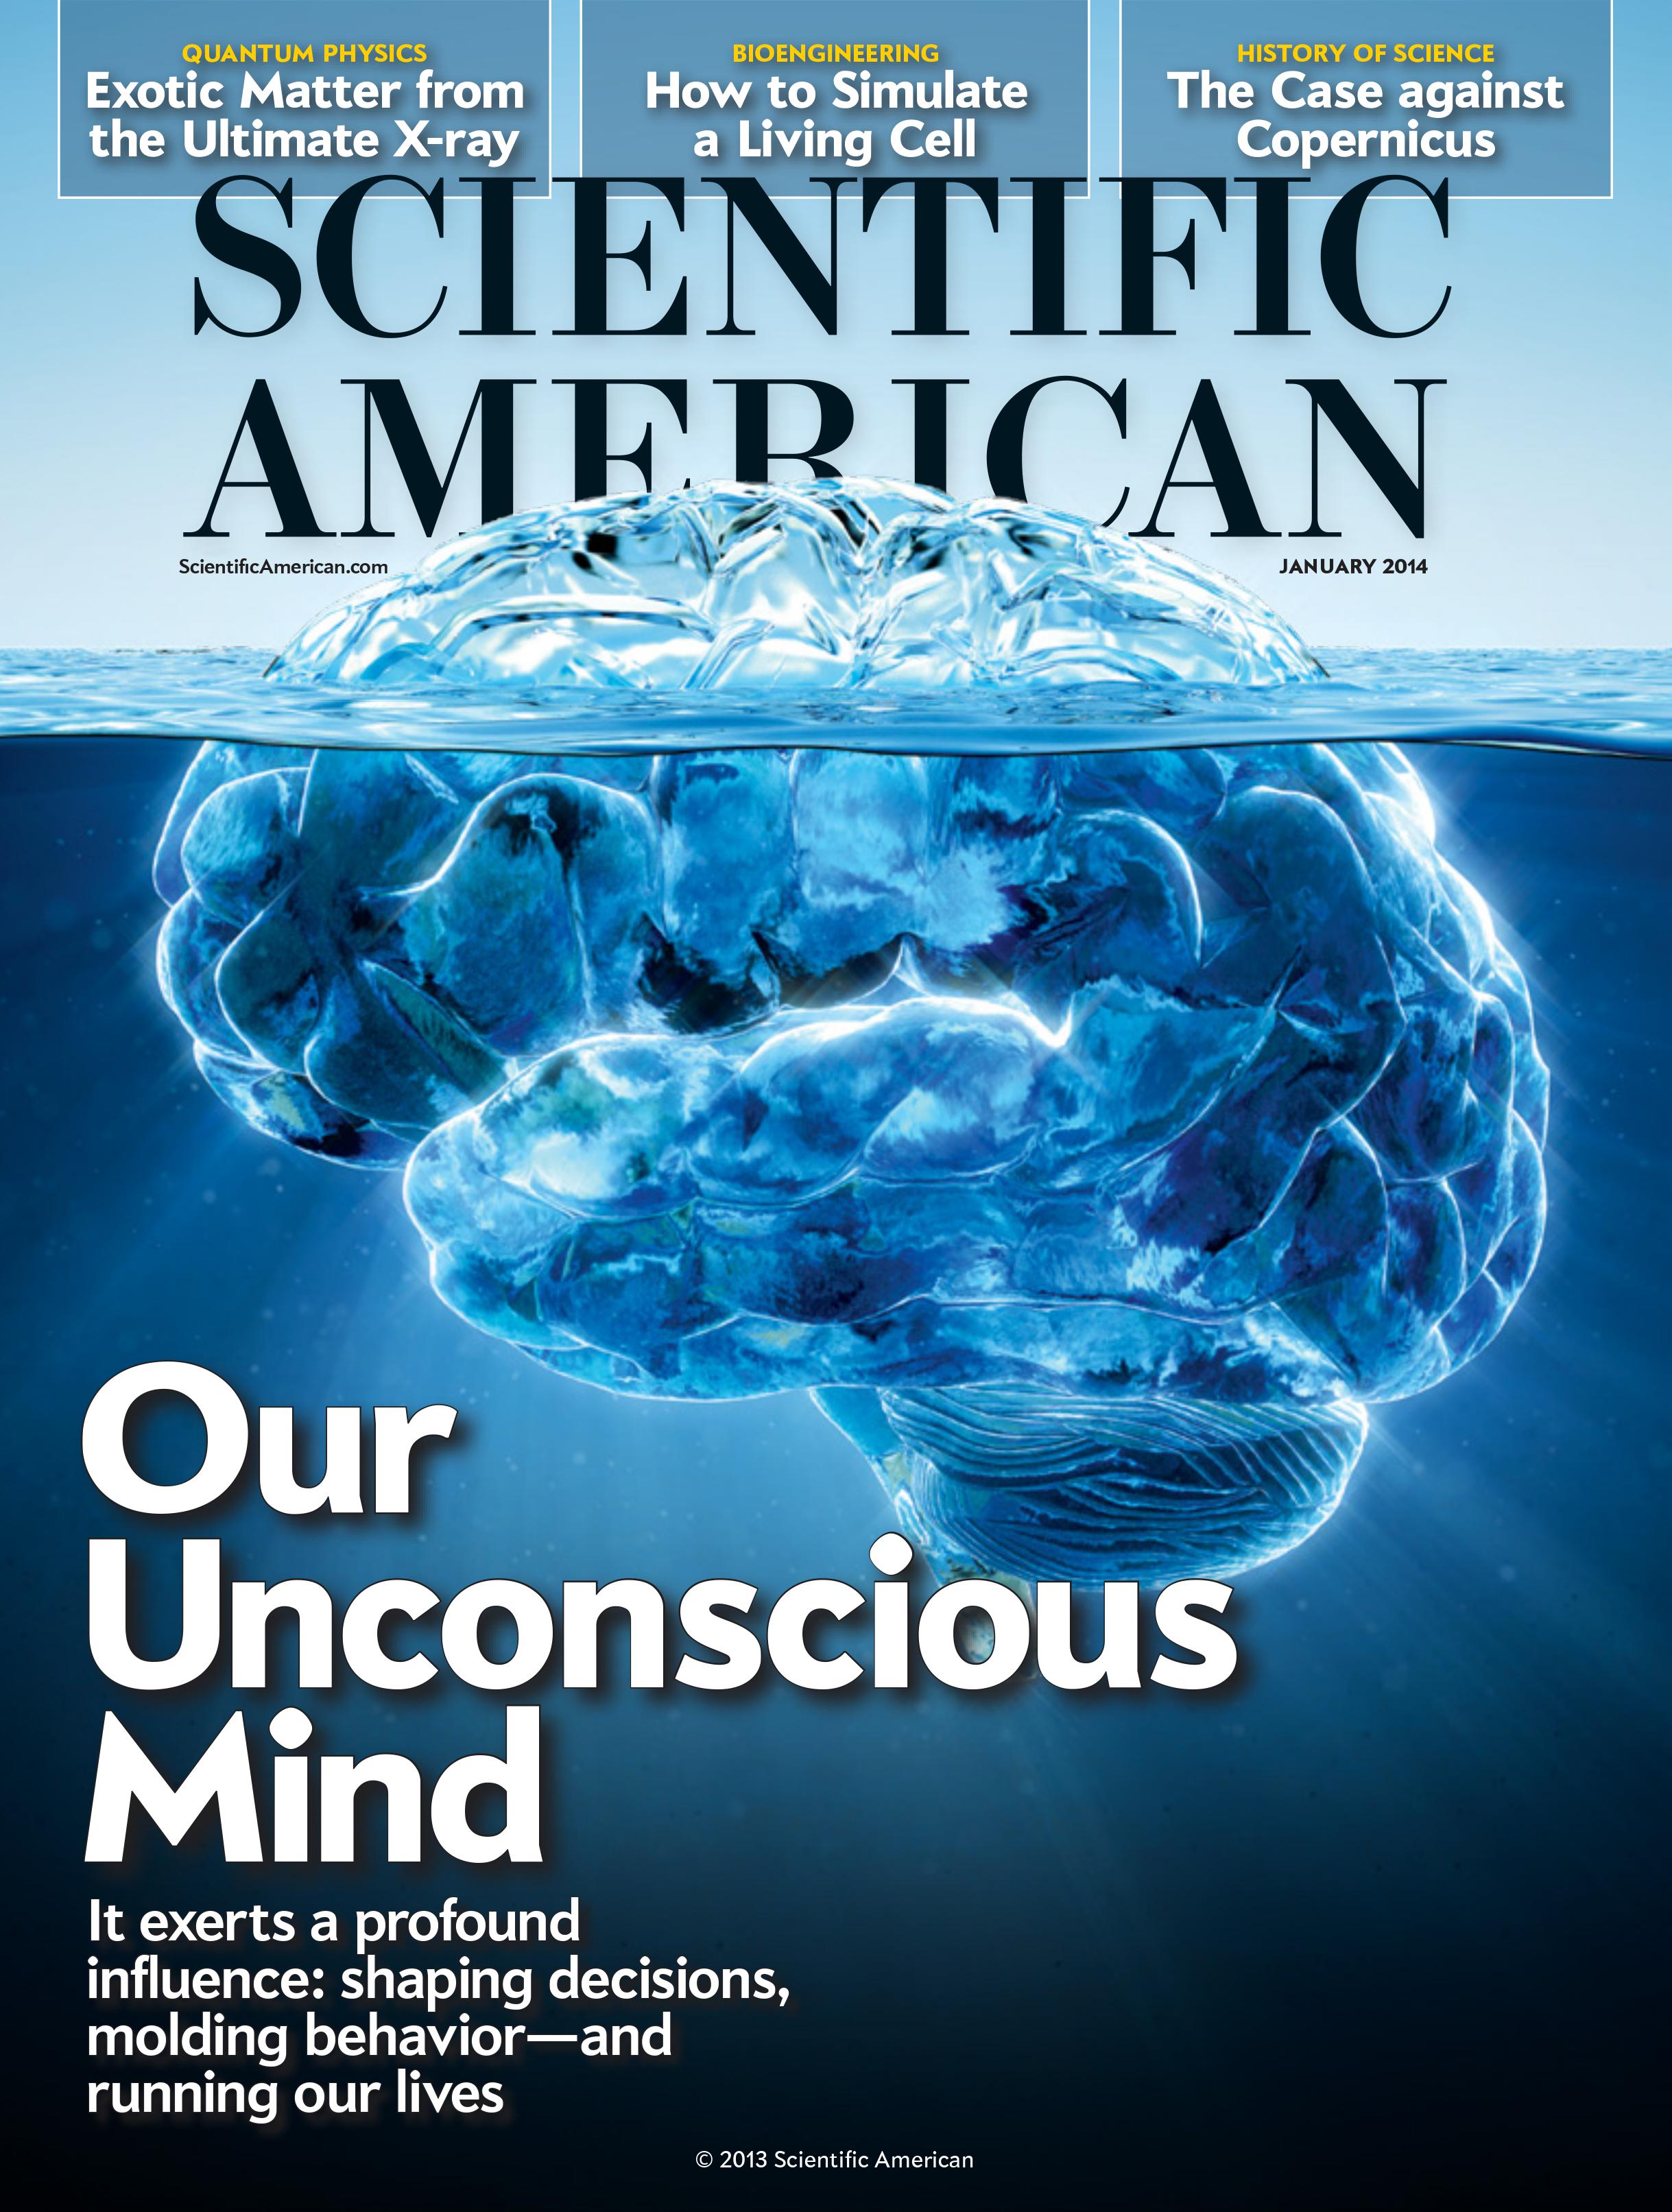 QUANTUM PHYSICS
Exotic Matter from
the Ultimate X-ray
BIOENGINEERING
How to Simulate
a Living Cell
HISTORY OF SCIENCE
The Case against
Copernicus
SCIENTIFIC
AMERICAN
ScientificAmerican.com
JANUARY 2014
Our
Unconscious
Mind
It exerts a profound
influence: shaping decisions,
molding behavior—and
running our lives
© 2013 Scientific American